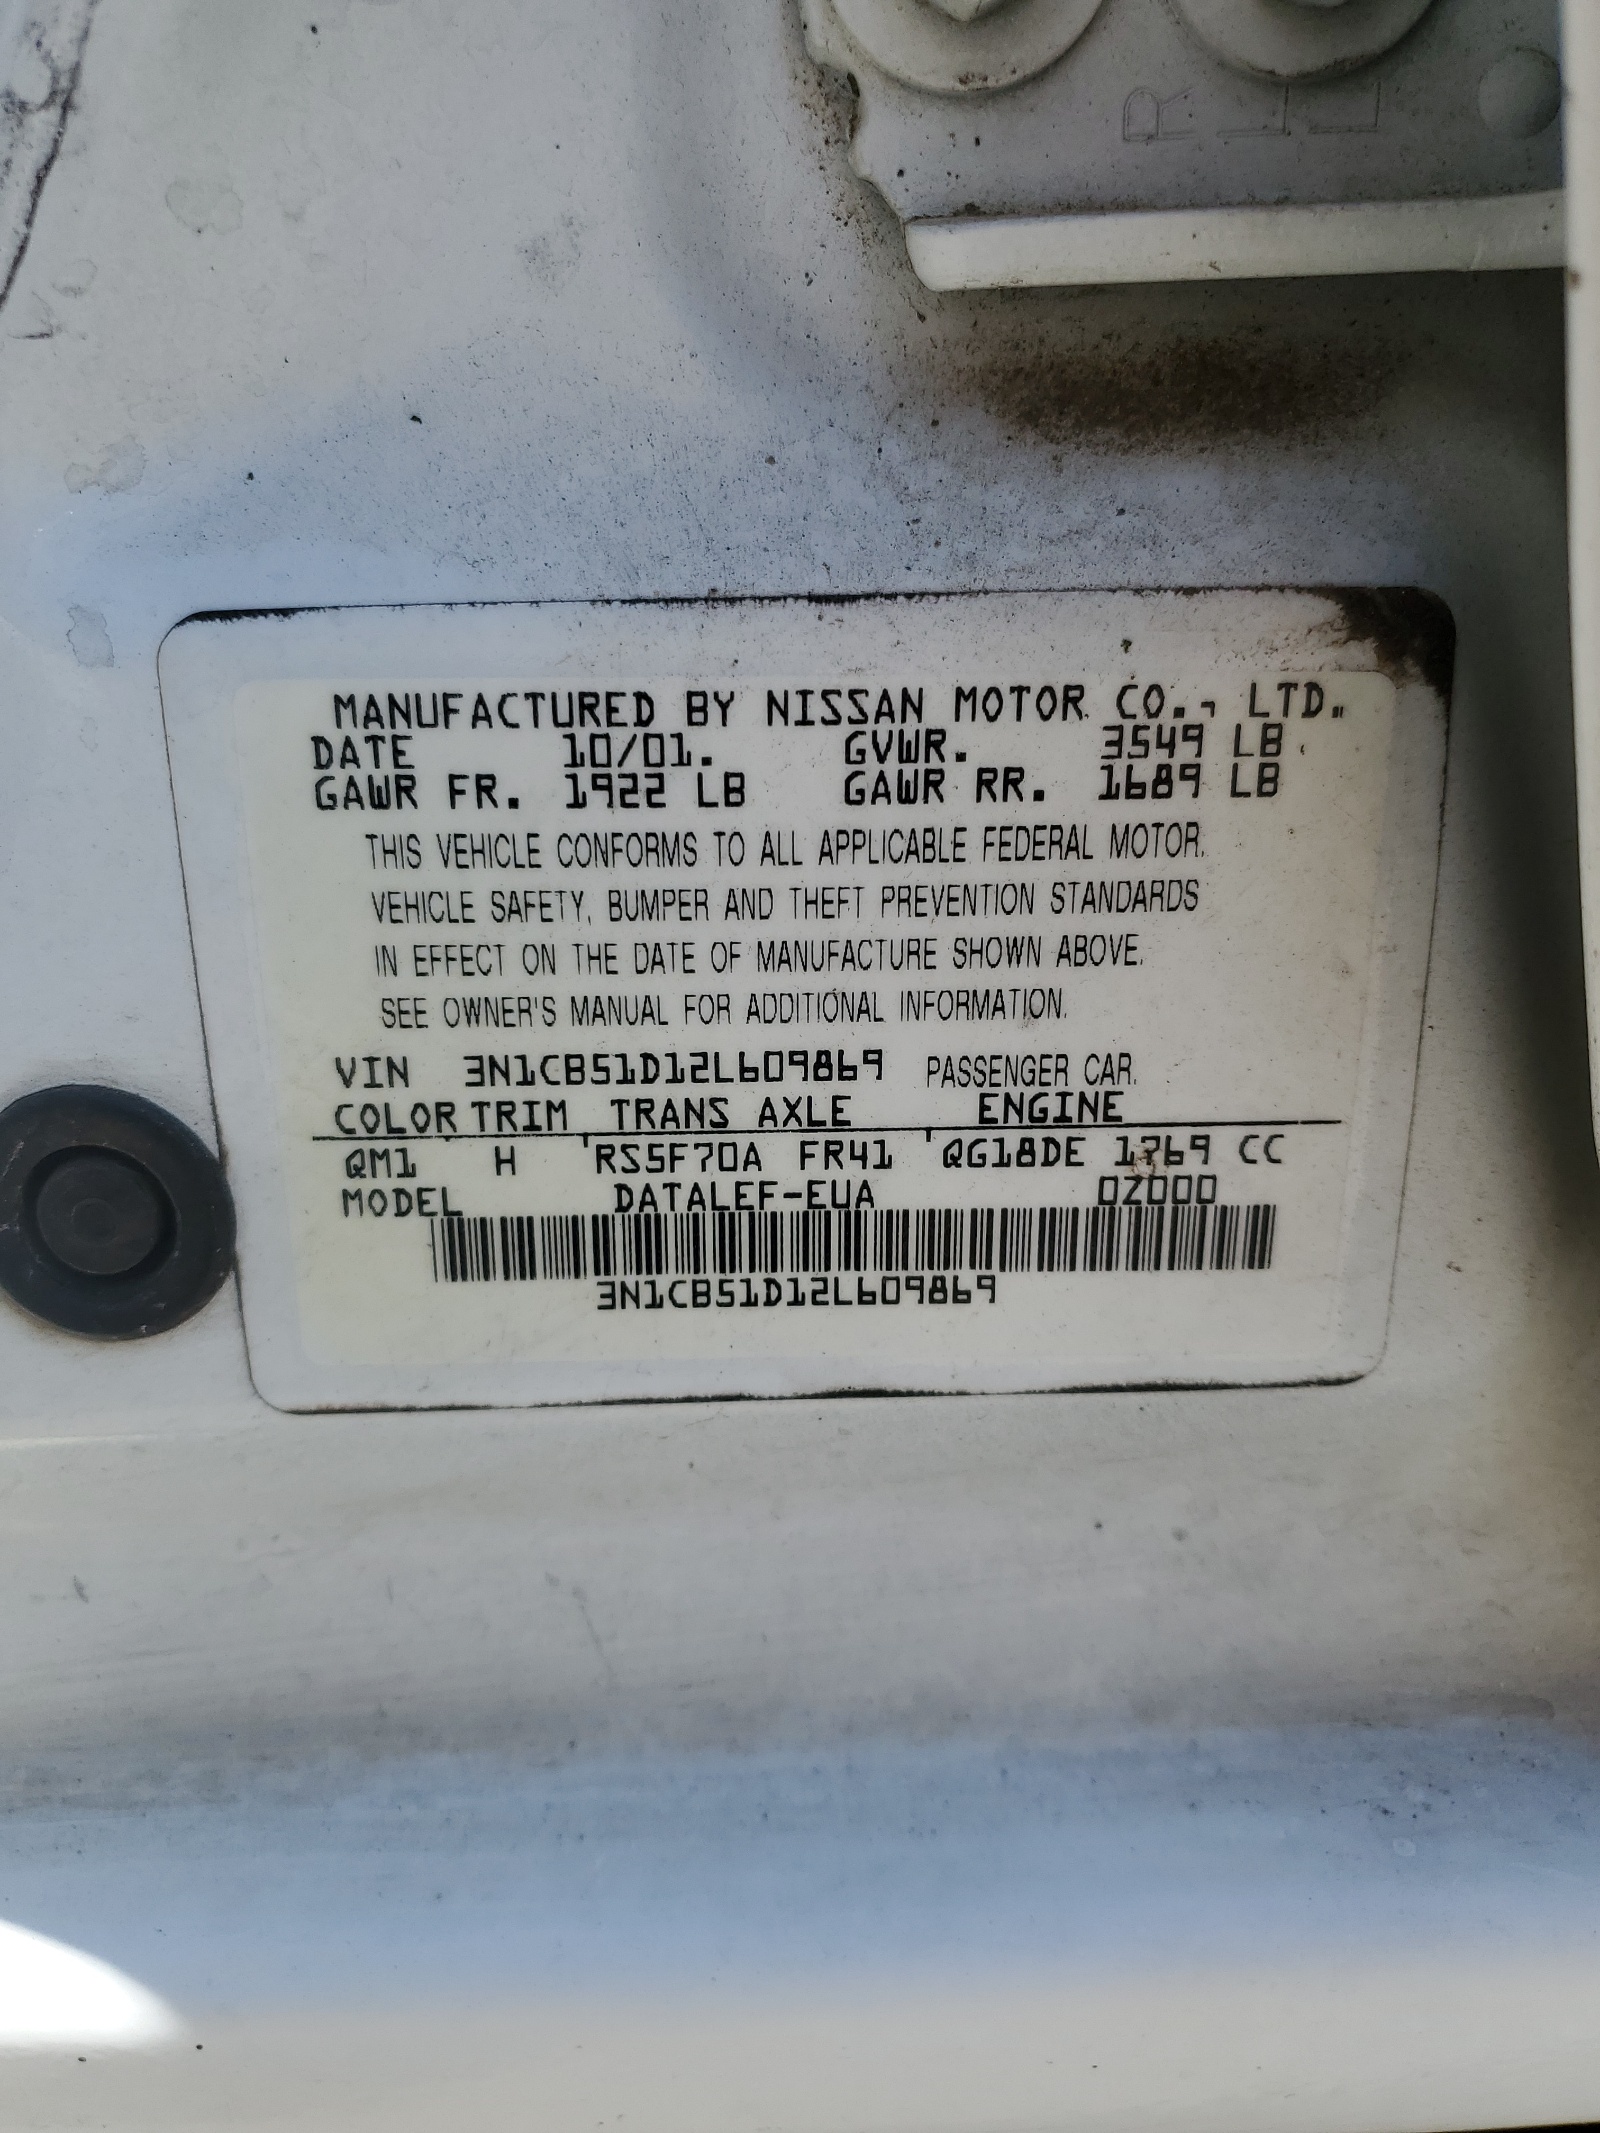 RLL
MANUFACTURED BY NISSAN MOTOR CO., LTD.
DATE 10/01. GVWR. 3549 LB
GAWR FR. 1922 LB GAWR RR. 1689 LB
THIS VEHICLE CONFORMS TO ALL APPLICABLE FEDERAL MOTOR
VEHICLE SAFETY, BUMPER AND THEFT PREVENTION STANDARDS
IN EFFECT ON THE DATE OF MANUFACTURE SHOWN ABOVE.
SEE OWNER'S MANUAL FOR ADDITIONAL INFORMATION.
VIN 3N1CB51D12L609869 PASSENGER CAR.
COLOR TRIM TRANS AXLE ENGINE
QM1 H RS5F70A FR41 QG18DE 1769 CC
MODEL DATALEF-EUA 0Z000
3N1CB51D12L609869